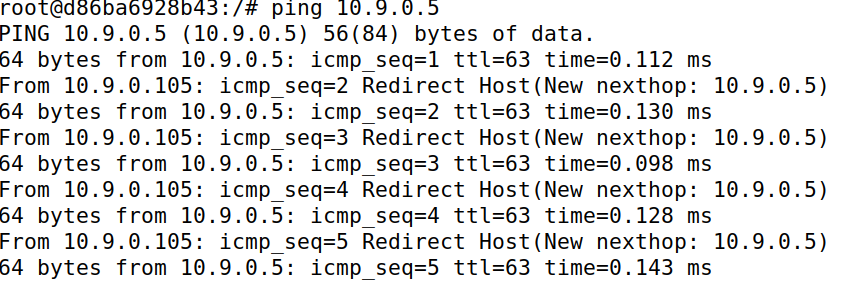 root@d86ba6928b43:/# ping 10.9.0.5
PING 10.9.0.5 (10.9.0.5) 56(84) bytes of data.
64 bytes from 10.9.0.5: icmp_seq=1 ttl=63 time=0.112 ms
From 10.9.0.105: icmp_seq=2 Redirect Host(New nexthop: 10.9.0.5)
64 bytes from 10.9.0.5: icmp_seq=2 ttl=63 time=0.130 ms
From 10.9.0.105: icmp_seq=3 Redirect Host(New nexthop: 10.9.0.5)
64 bytes from 10.9.0.5: icmp_seq=3 ttl=63 time=0.098 ms
From 10.9.0.105: icmp_seq=4 Redirect Host(New nexthop: 10.9.0.5)
64 bytes from 10.9.0.5: icmp_seq=4 ttl=63 time=0.128 ms
From 10.9.0.105: icmp_seq=5 Redirect Host(New nexthop: 10.9.0.5)
64 bytes from 10.9.0.5: icmp_seq=5 ttl=63 time=0.143 ms